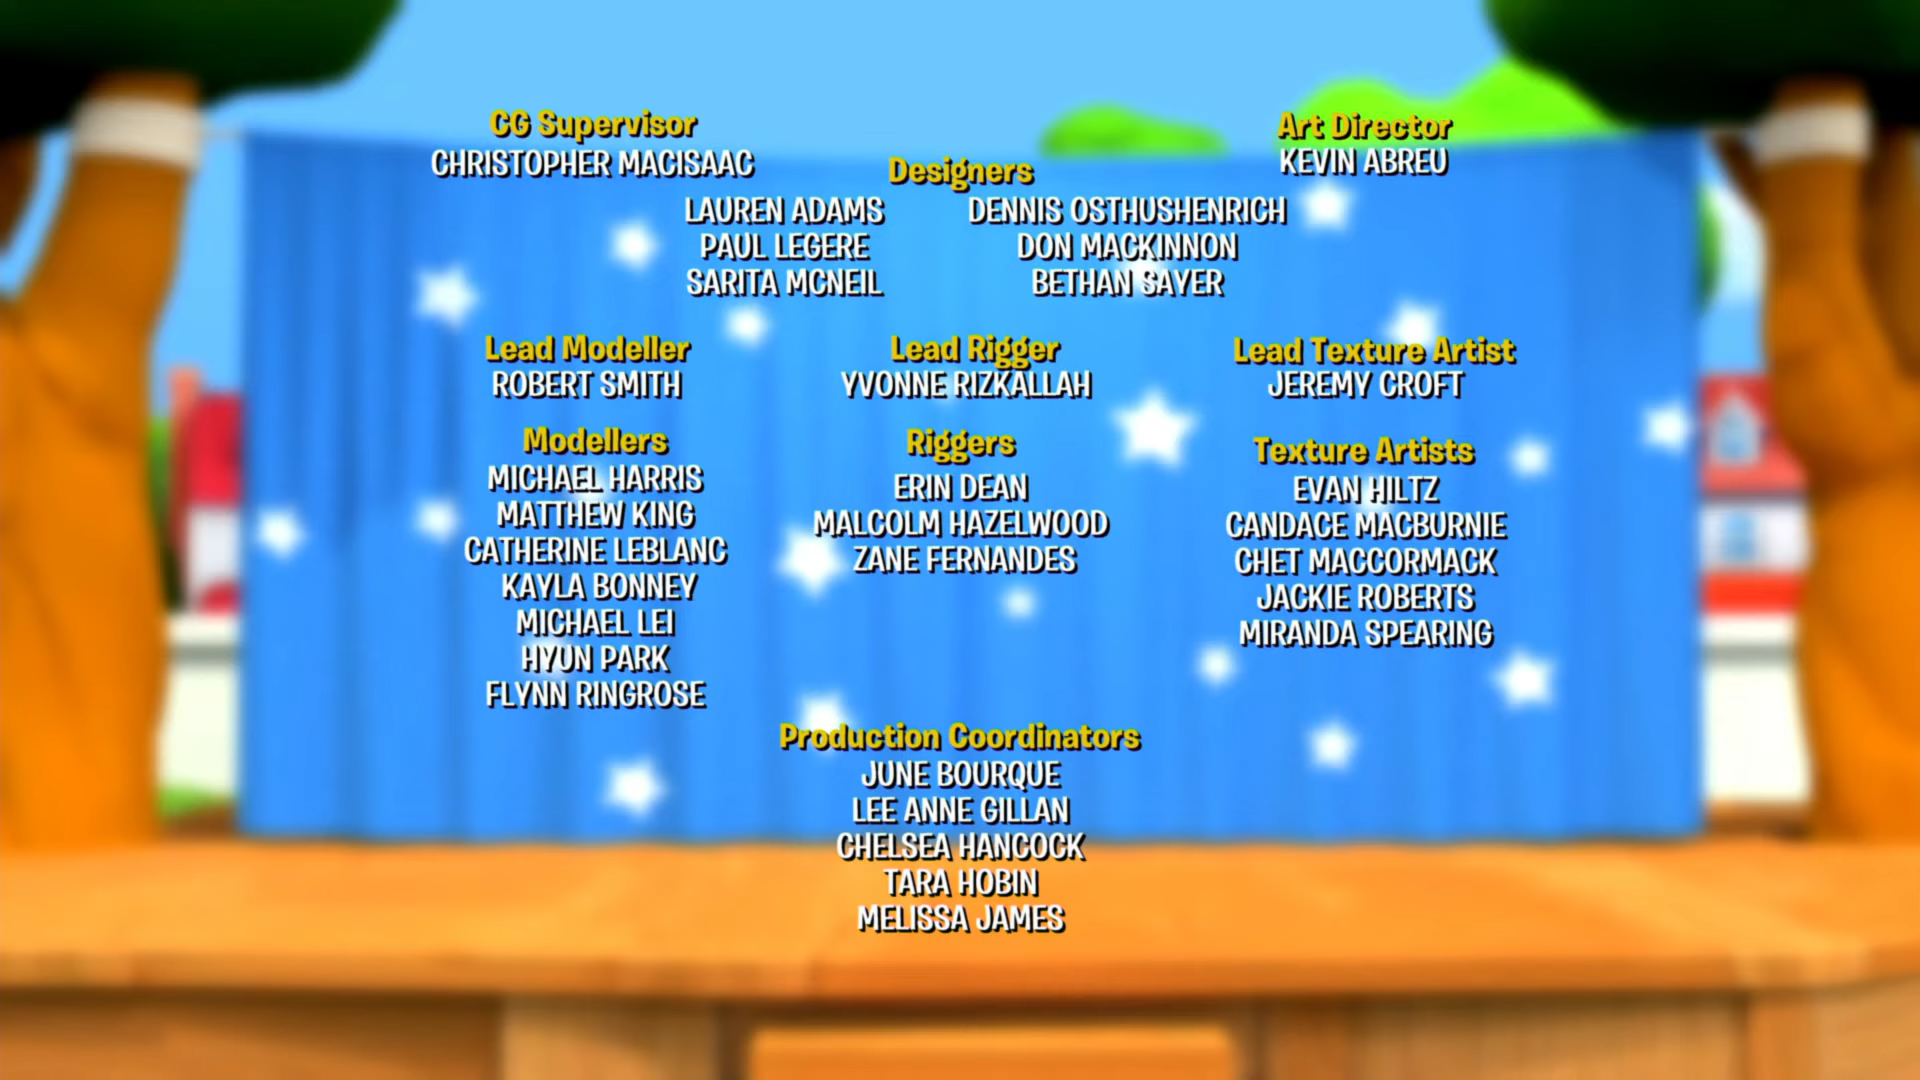 CG Supervisor
CHRISTOPHER MACISAAC
Art Director
KEVIN ABREU
Designers
LAUREN ADAMS
PAUL LEGERE
SARITA MCNEIL
DENNIS OSTHUSHENRICH
DON MACKINNON
BETHAN SAYER
Lead Modeller
ROBERT SMITH
Lead Rigger
YVONNE RIZKALLAH
Lead Texture Artist
JEREMY CROFT
Modellers
MICHAEL HARRIS
MATTHEW KING
CATHERINE LEBLANC
KAYLA BONNEY
MICHAEL LEI
HYUN PARK
FLYNN RINGROSE
Riggers
ERIN DEAN
MALCOLM HAZELWOOD
ZANE FERNANDES
Texture Artists
EVAN HILTZ
CANDACE MACBURNIE
CHET MACCORMACK
JACKIE ROBERTS
MIRANDA SPEARING
Production Coordinators
JUNE BOURQUE
LEE ANNE GILLAN
CHELSEA HANCOCK
TARA HOBIN
MELISSA JAMES